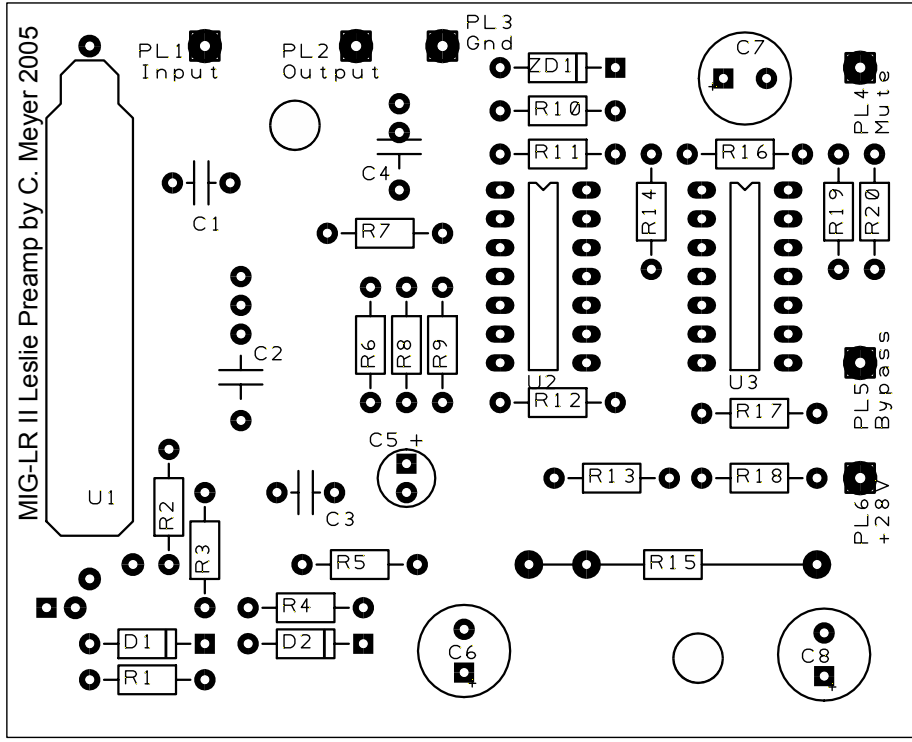 MIG-LR II Leslie Preamp by C. Meyer 2005
PL1
Input
PL2
Output
PL3
Gnd
ZD1
C7
PL4
Mute
R10
R11
R16
C4
C1
R14
R19
R20
R7
C2
R6
R8
R9
U2
U3
R12
R17
PL5
Bypass
C5 +
R13
R18
PL6
+28V
U1
R2
C3
R3
R5
R15
R4
D1
D2
C6
C8
R1
+
+
+